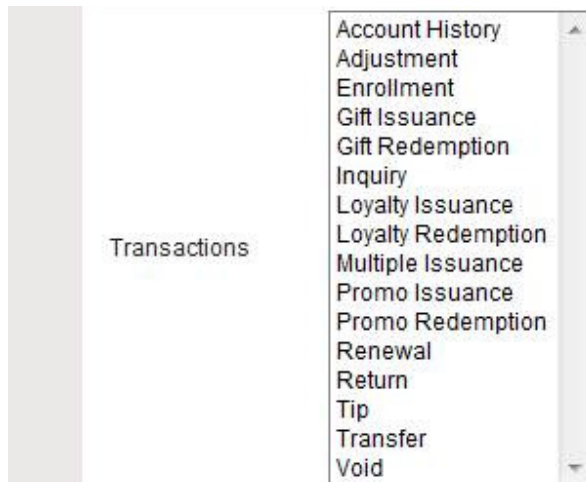 Transactions
Account History
Adjustment
Enrollment
Gift Issuance
Gift Redemption
Inquiry
Loyalty Issuance
Loyalty Redemption
Multiple Issuance
Promo Issuance
Promo Redemption
Renewal
Return
Tip
Transfer
Void